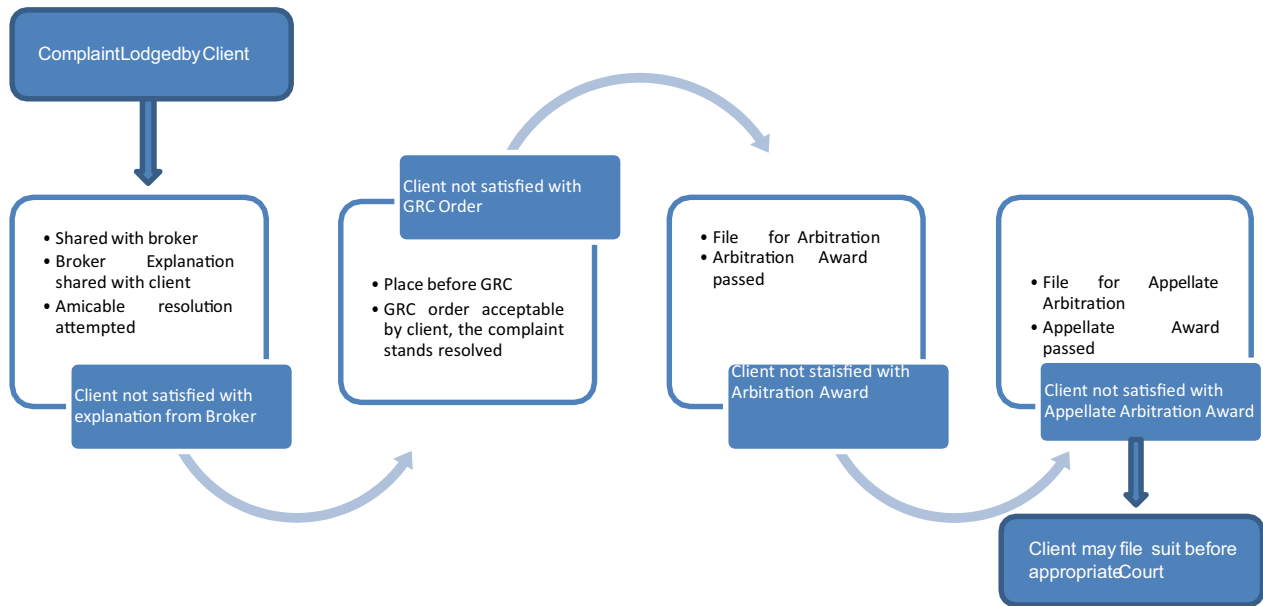 ComplaintLodgedby Client
• Shared with broker
• Broker Explanation
shared with client
• Amicable resolution
attempted
Client not satisfied with
explanation from Broker
Client not satisfied with
GRC Order
• Place before GRC
• GRC order acceptable
by client, the complaint
stands resolved
• File for Arbitration
• Arbitration Award
passed
Client not staisfied with
Arbitration Award
• File for Appellate
Arbitration
• Appellate Award
passed
Client not satisfied with
Appellate Arbitration Award
Client may file suit before
appropriateCourt